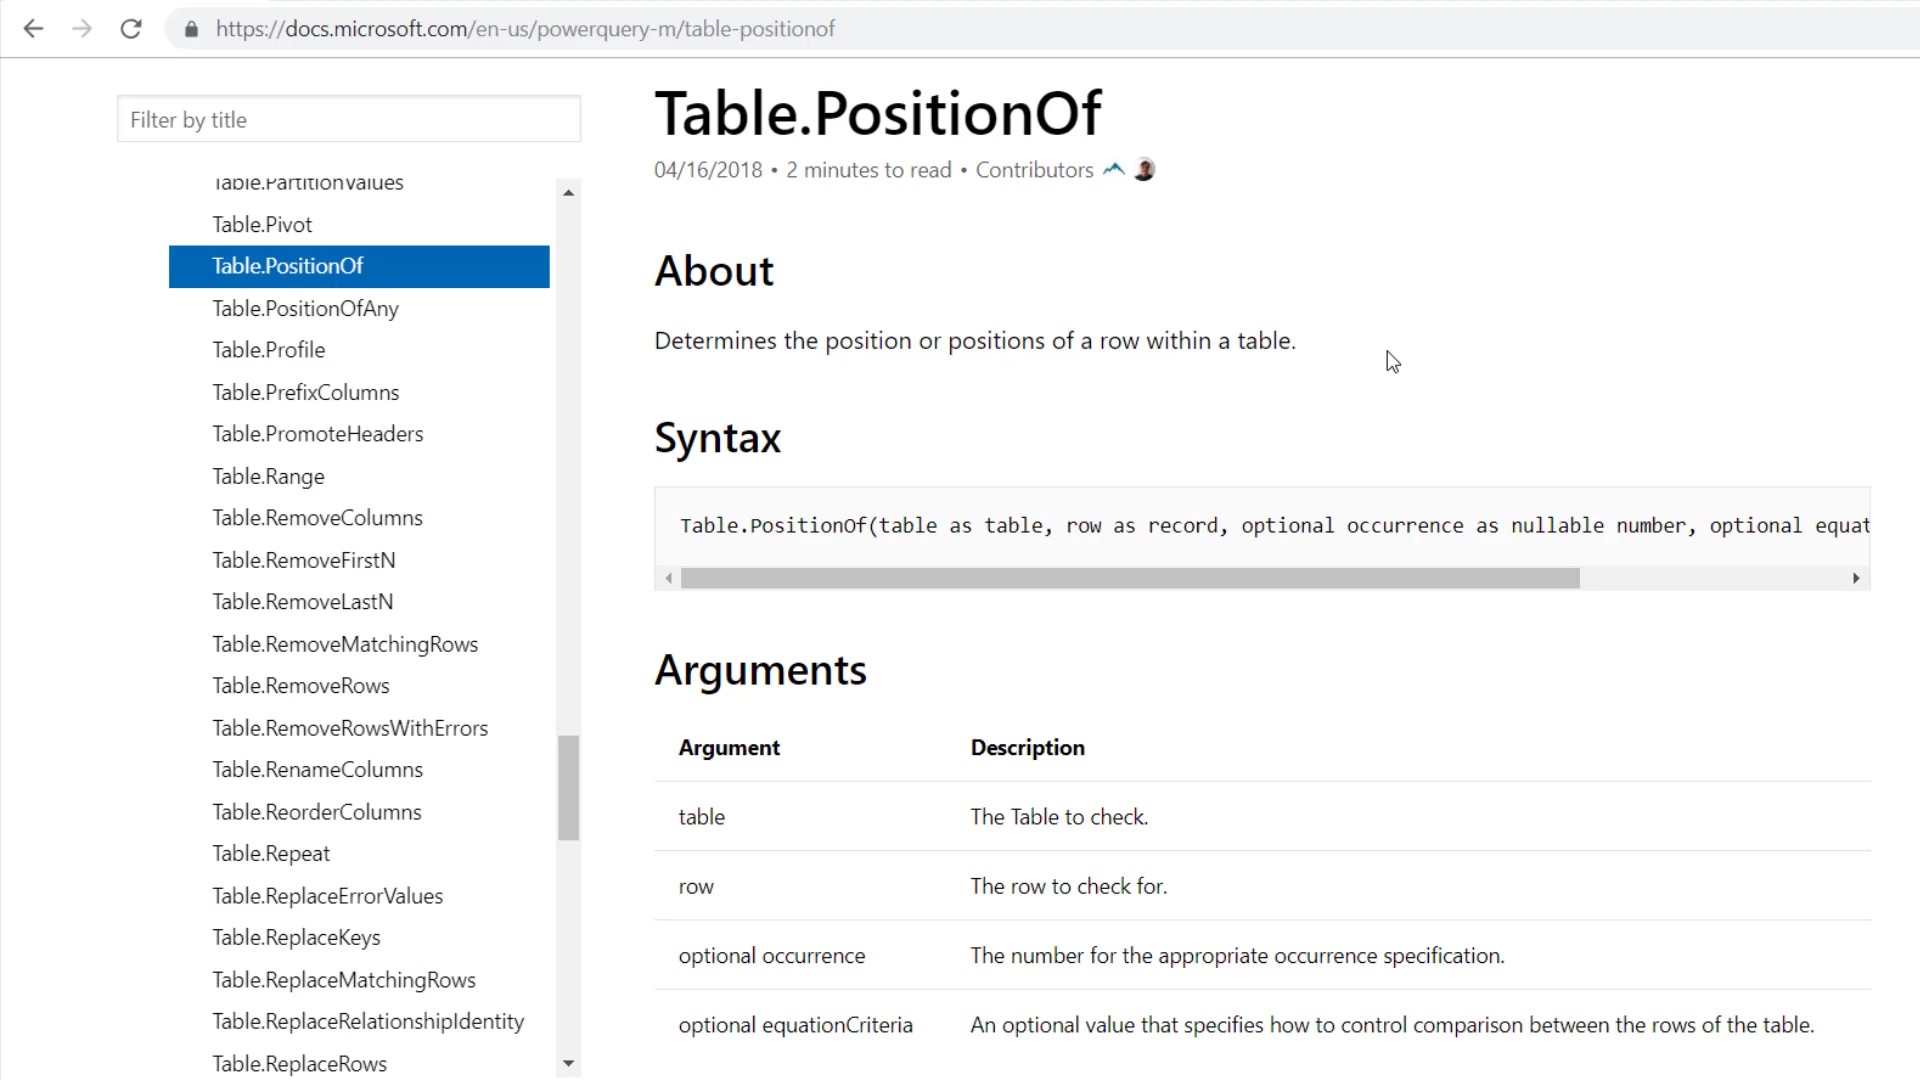 https://docs.microsoft.com/en-us/powerquery-m/table-positionof
Filter by title
Table.PartitionValues
Table.Pivot
Table.PositionOf
Table.PositionOfAny
Table.Profile
Table.PrefixColumns
Table.PromoteHeaders
Table.Range
Table.RemoveColumns
Table.RemoveFirstN
Table.RemoveLastN
Table.RemoveMatchingRows
Table.RemoveRows
Table.RemoveRowsWithErrors
Table.RenameColumns
Table.ReorderColumns
Table.Repeat
Table.ReplaceErrorValues
Table.ReplaceKeys
Table.ReplaceMatchingRows
Table.ReplaceRelationshipIdentity
Table.ReplaceRows
Table.PositionOf
04/16/2018 • 2 minutes to read • Contributors
About
Determines the position or positions of a row within a table.
Syntax
Table.PositionOf(table as table, row as record, optional occurrence as nullable number, optional equat
Arguments
Argument Description
table The Table to check.
row The row to check for.
optional occurrence The number for the appropriate occurrence specification.
optional equationCriteria An optional value that specifies how to control comparison between the rows of the table.